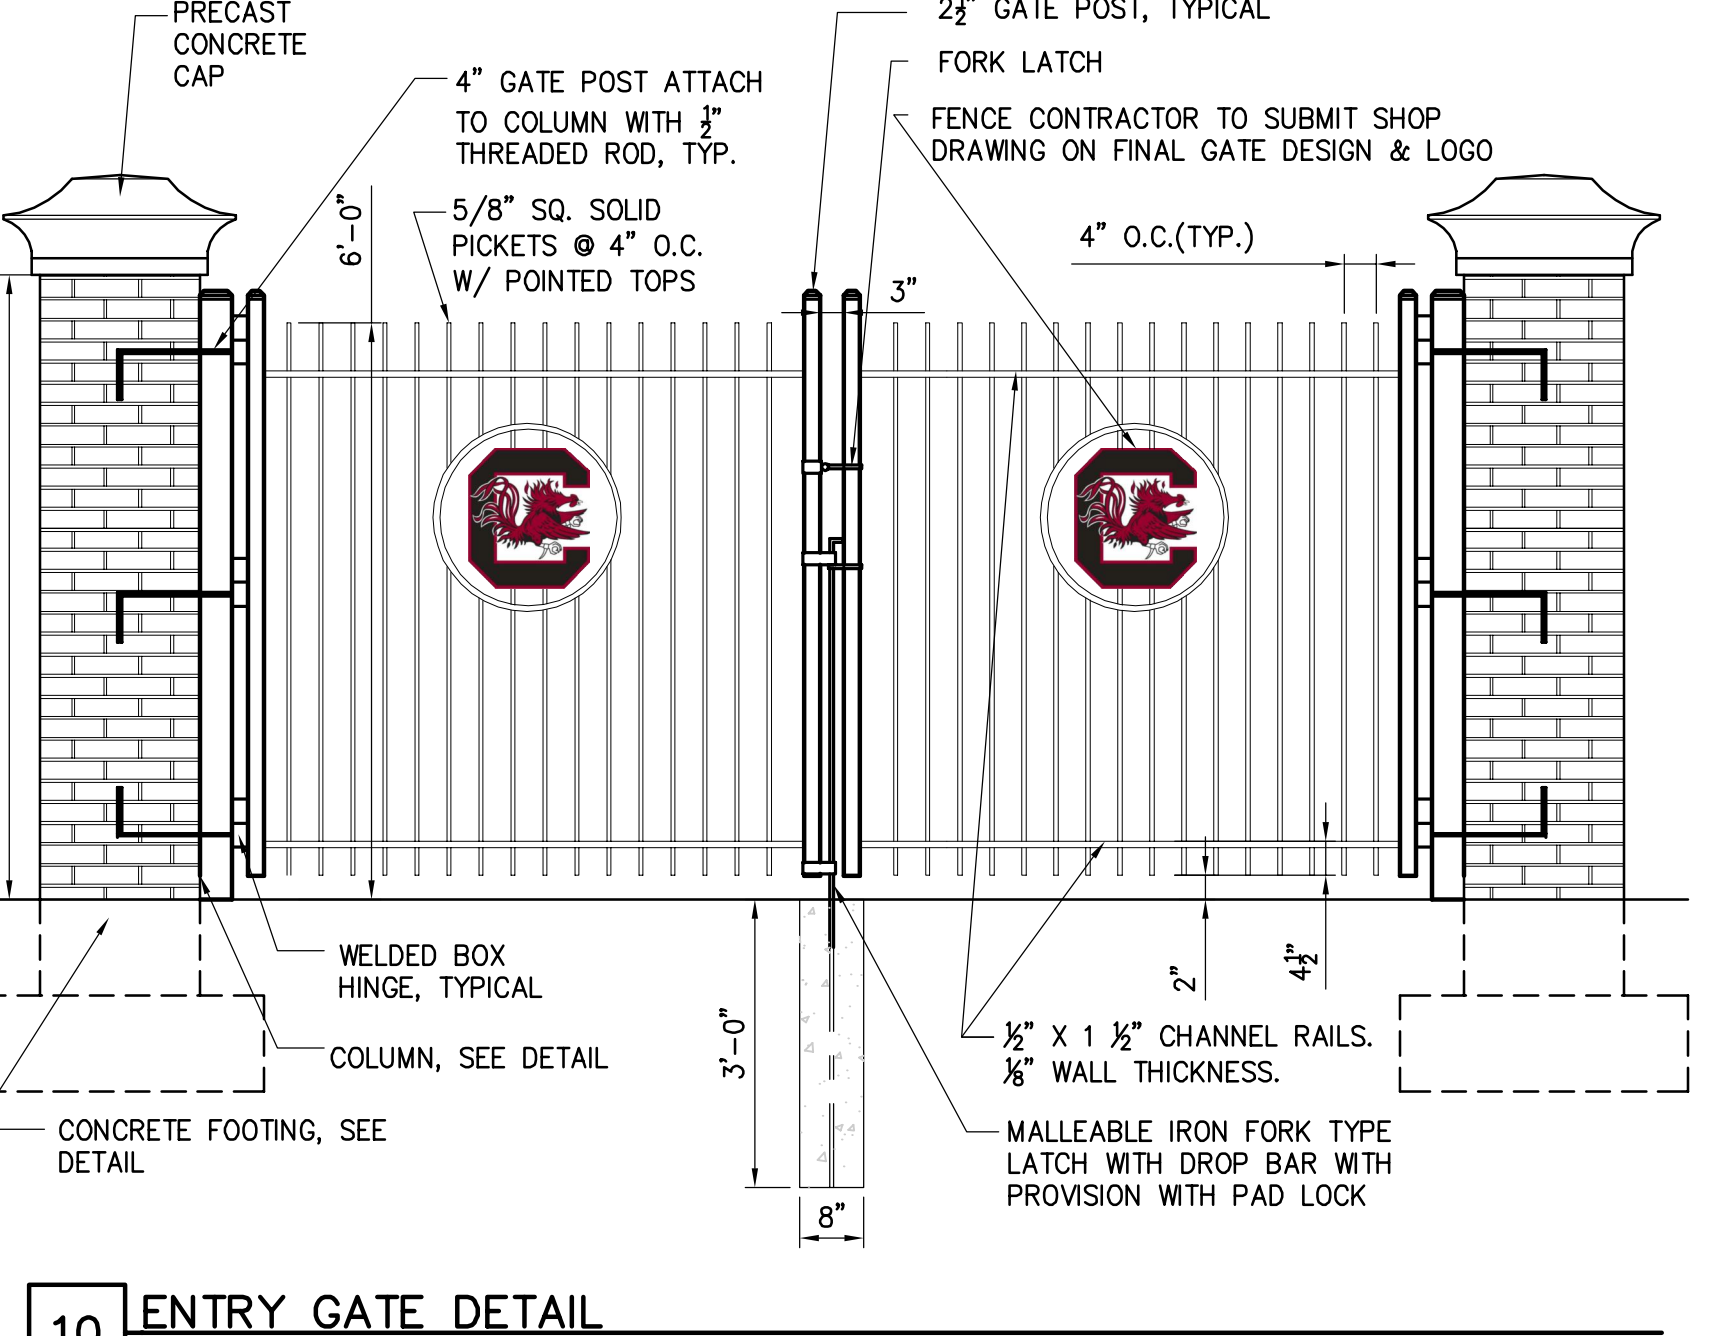 PRECAST
CONCRETE
CAP
4” GATE POST ATTACH
TO COLUMN WITH ½”
THREADED ROD, TYP.
5/8” SQ. SOLID
PICKETS @ 4” O.C.
W/ POINTED TOPS
6'-0”
2½” GATE POST, TYPICAL
FORK LATCH
FENCE CONTRACTOR TO SUBMIT SHOP
DRAWING ON FINAL GATE DESIGN & LOGO
4” O.C.(TYP.)
3”
C
C
WELDED BOX
HINGE, TYPICAL
COLUMN, SEE DETAIL
CONCRETE FOOTING, SEE
DETAIL
3'-0”
8”
2”
4½”
½” X 1 ½” CHANNEL RAILS.
⅛” WALL THICKNESS.
MALLEABLE IRON FORK TYPE
LATCH WITH DROP BAR WITH
PROVISION WITH PAD LOCK
10
ENTRY GATE DETAIL